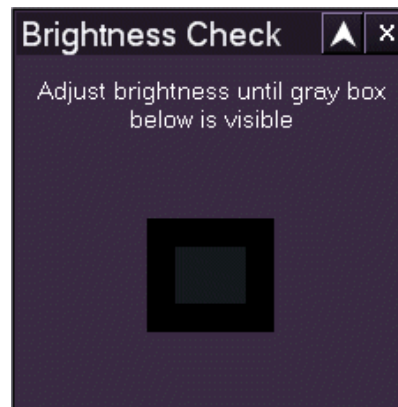 Brightness Check
Adjust brightness until gray box
below is visible